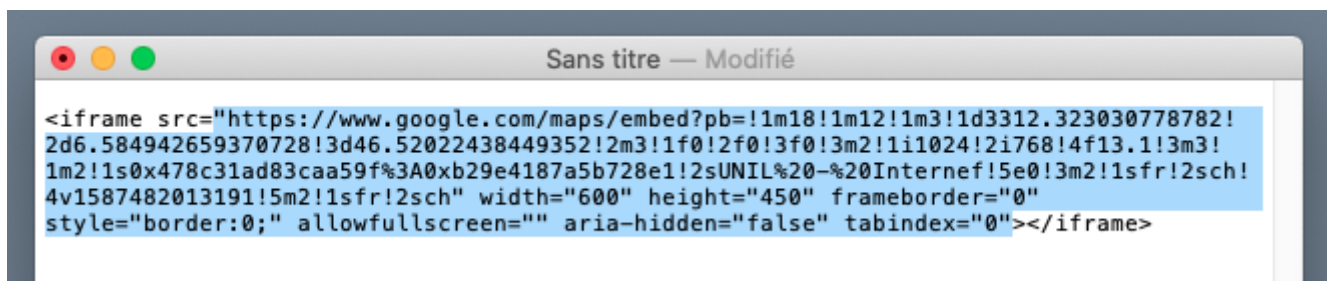 Sans titre — Modifié
<iframe src="https://www.google.com/maps/embed?pb=!1m18!1m12!1m3!1d3312.323030778782!
2d6.584942659370728!3d46.52022438449352!2m3!1f0!2f0!3f0!3m2!1i1024!2i768!4f13.1!3m3!
1m2!1s0x478c31ad83caa59f%3A0xb29e4187a5b728e1!2sUNIL%20-%20Internef!5e0!3m2!1sfr!2sch!
4v1587482013191!5m2!1sfr!2sch" width="600" height="450" frameborder="0"
style="border:0;" allowfullscreen="" aria-hidden="false" tabindex="0"></iframe>